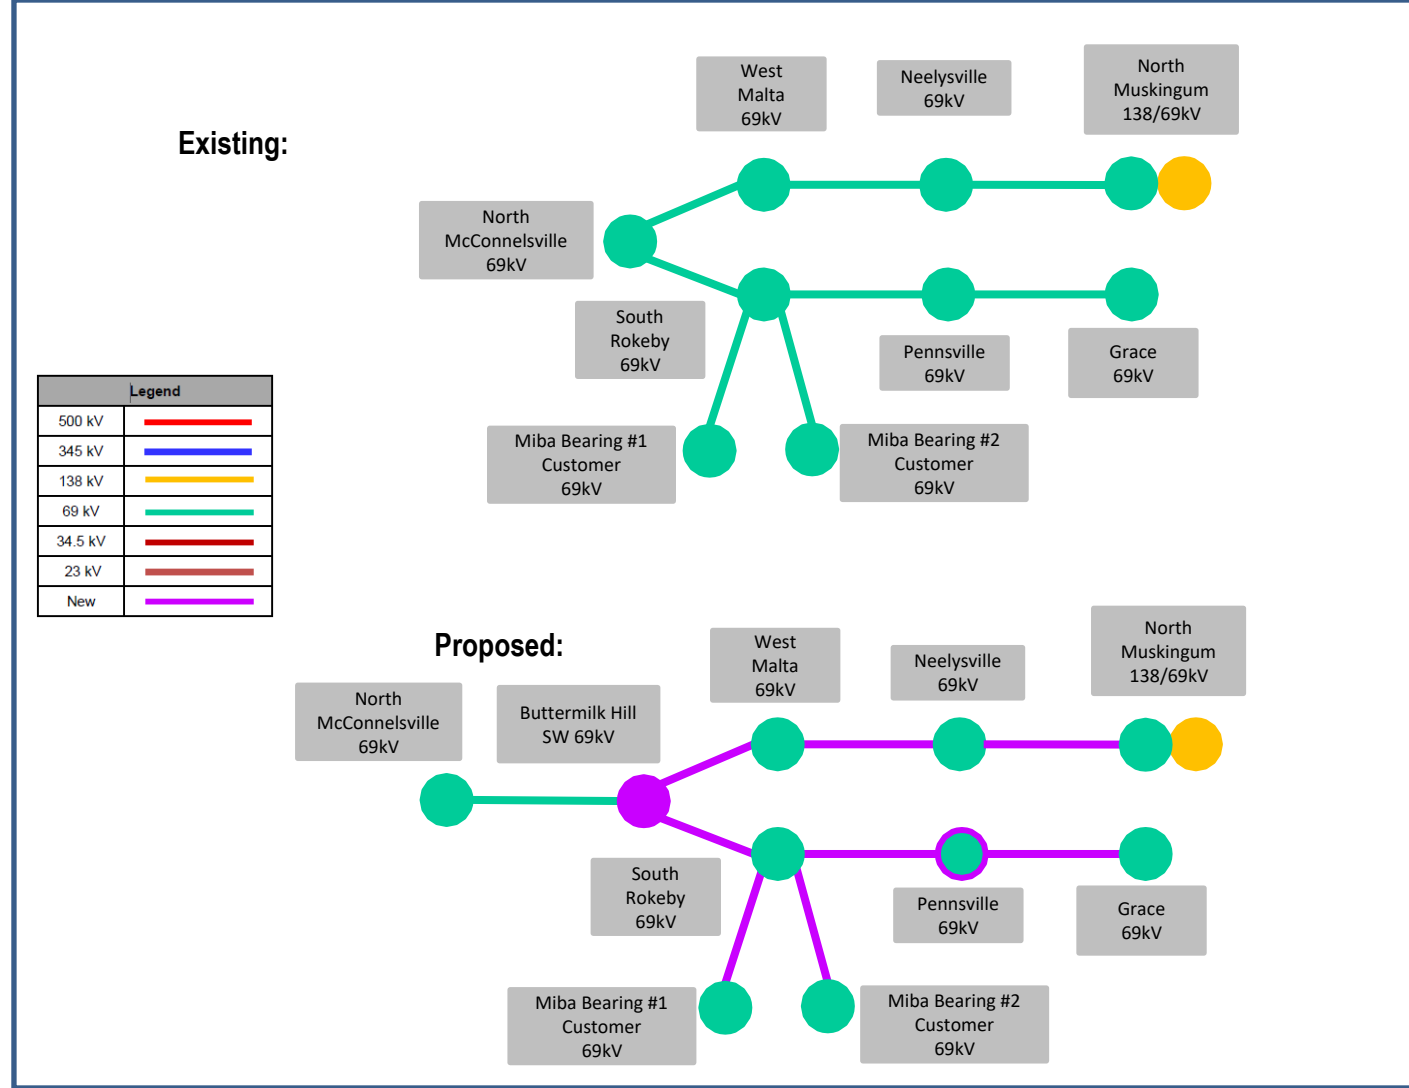 Existing:
West
Malta
69kV
Neelysville
69kV
North
Muskingum
138/69kV
North
McConnelsville
69kV
South
Rokeby
69kV
Pennsville
69kV
Grace
69kV
Miba Bearing #1
Customer
69kV
Miba Bearing #2
Customer
69kV
Legend
500 kV
345 kV
138 kV
69 kV
34.5 kV
23 kV
New
Proposed:
North
McConnelsville
69kV
Buttermilk Hill
SW 69kV
West
Malta
69kV
Neelysville
69kV
North
Muskingum
138/69kV
South
Rokeby
69kV
Pennsville
69kV
Grace
69kV
Miba Bearing #1
Customer
69kV
Miba Bearing #2
Customer
69kV